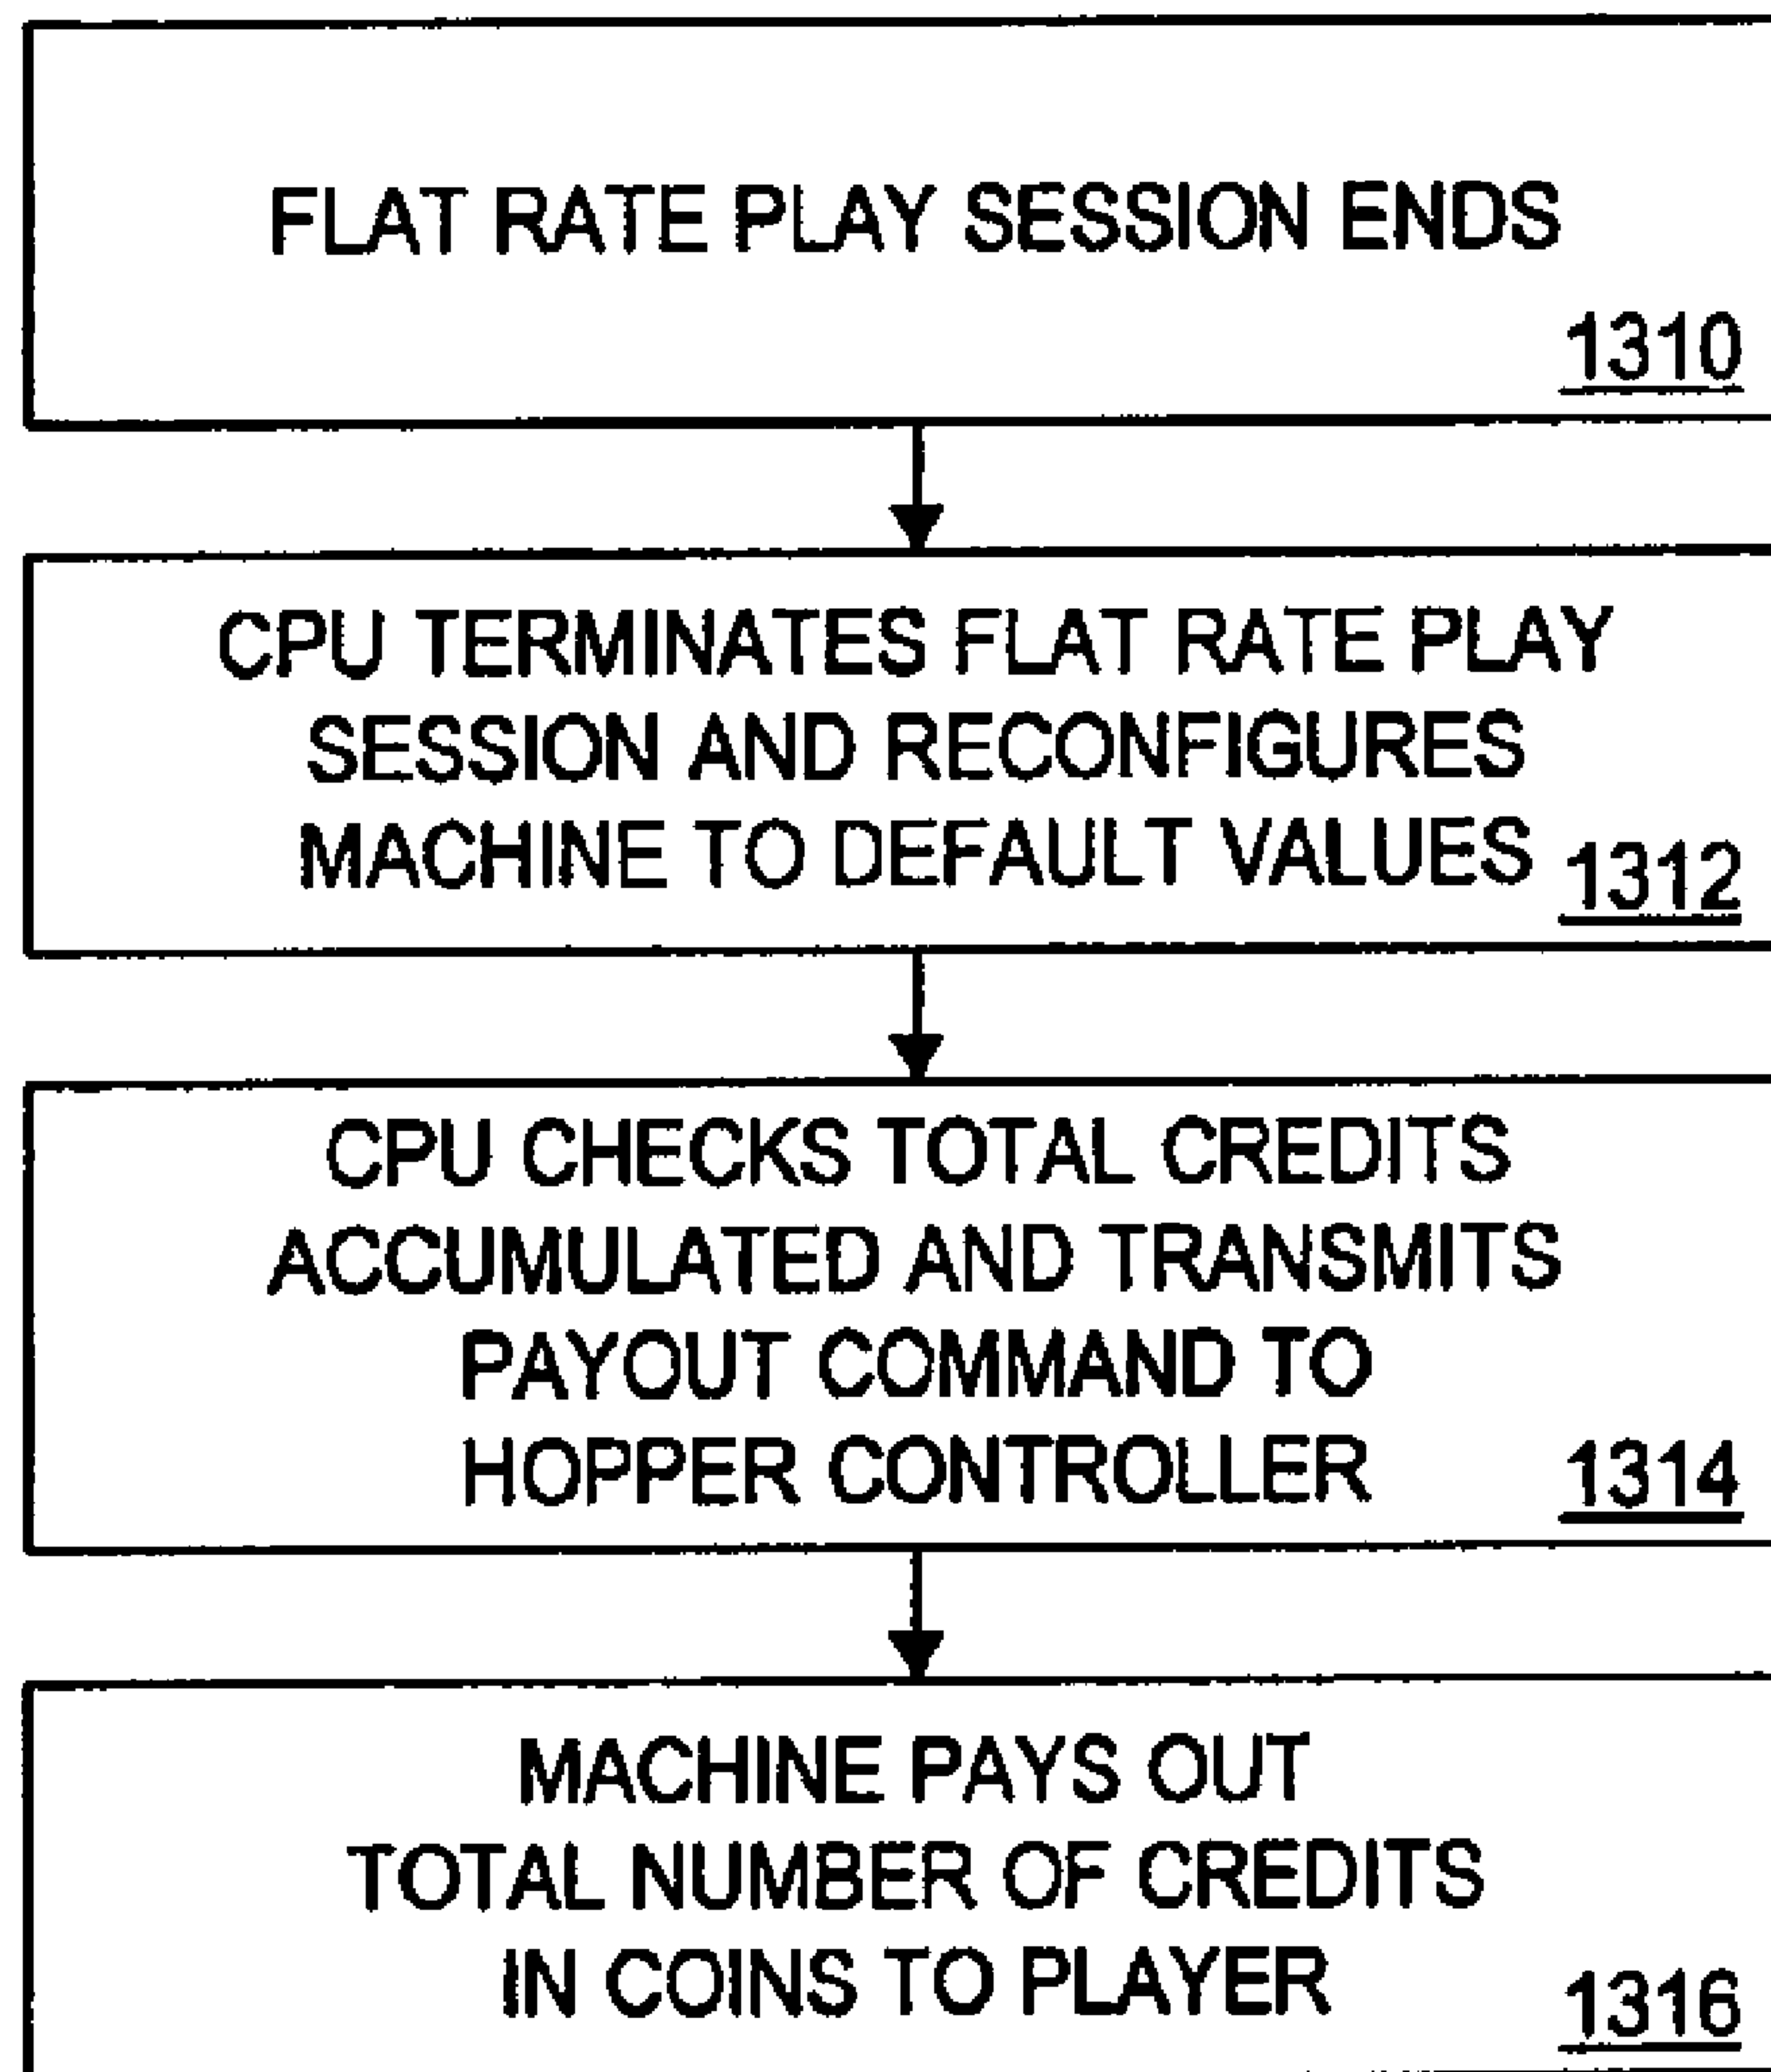 FLAT RATE PLAY SESSION ENDS
1310
CPU TERMINATES FLAT RATE PLAY
SESSION AND RECONFIGURES
MACHINE TO DEFAULT VALUES
1312
CPU CHECKS TOTAL CREDITS
ACCUMULATED AND TRANSMITS
PAYOUT COMMAND TO
HOPPER CONTROLLER
1314
MACHINE PAYS OUT
TOTAL NUMBER OF CREDITS
IN COINS TO PLAYER
1316